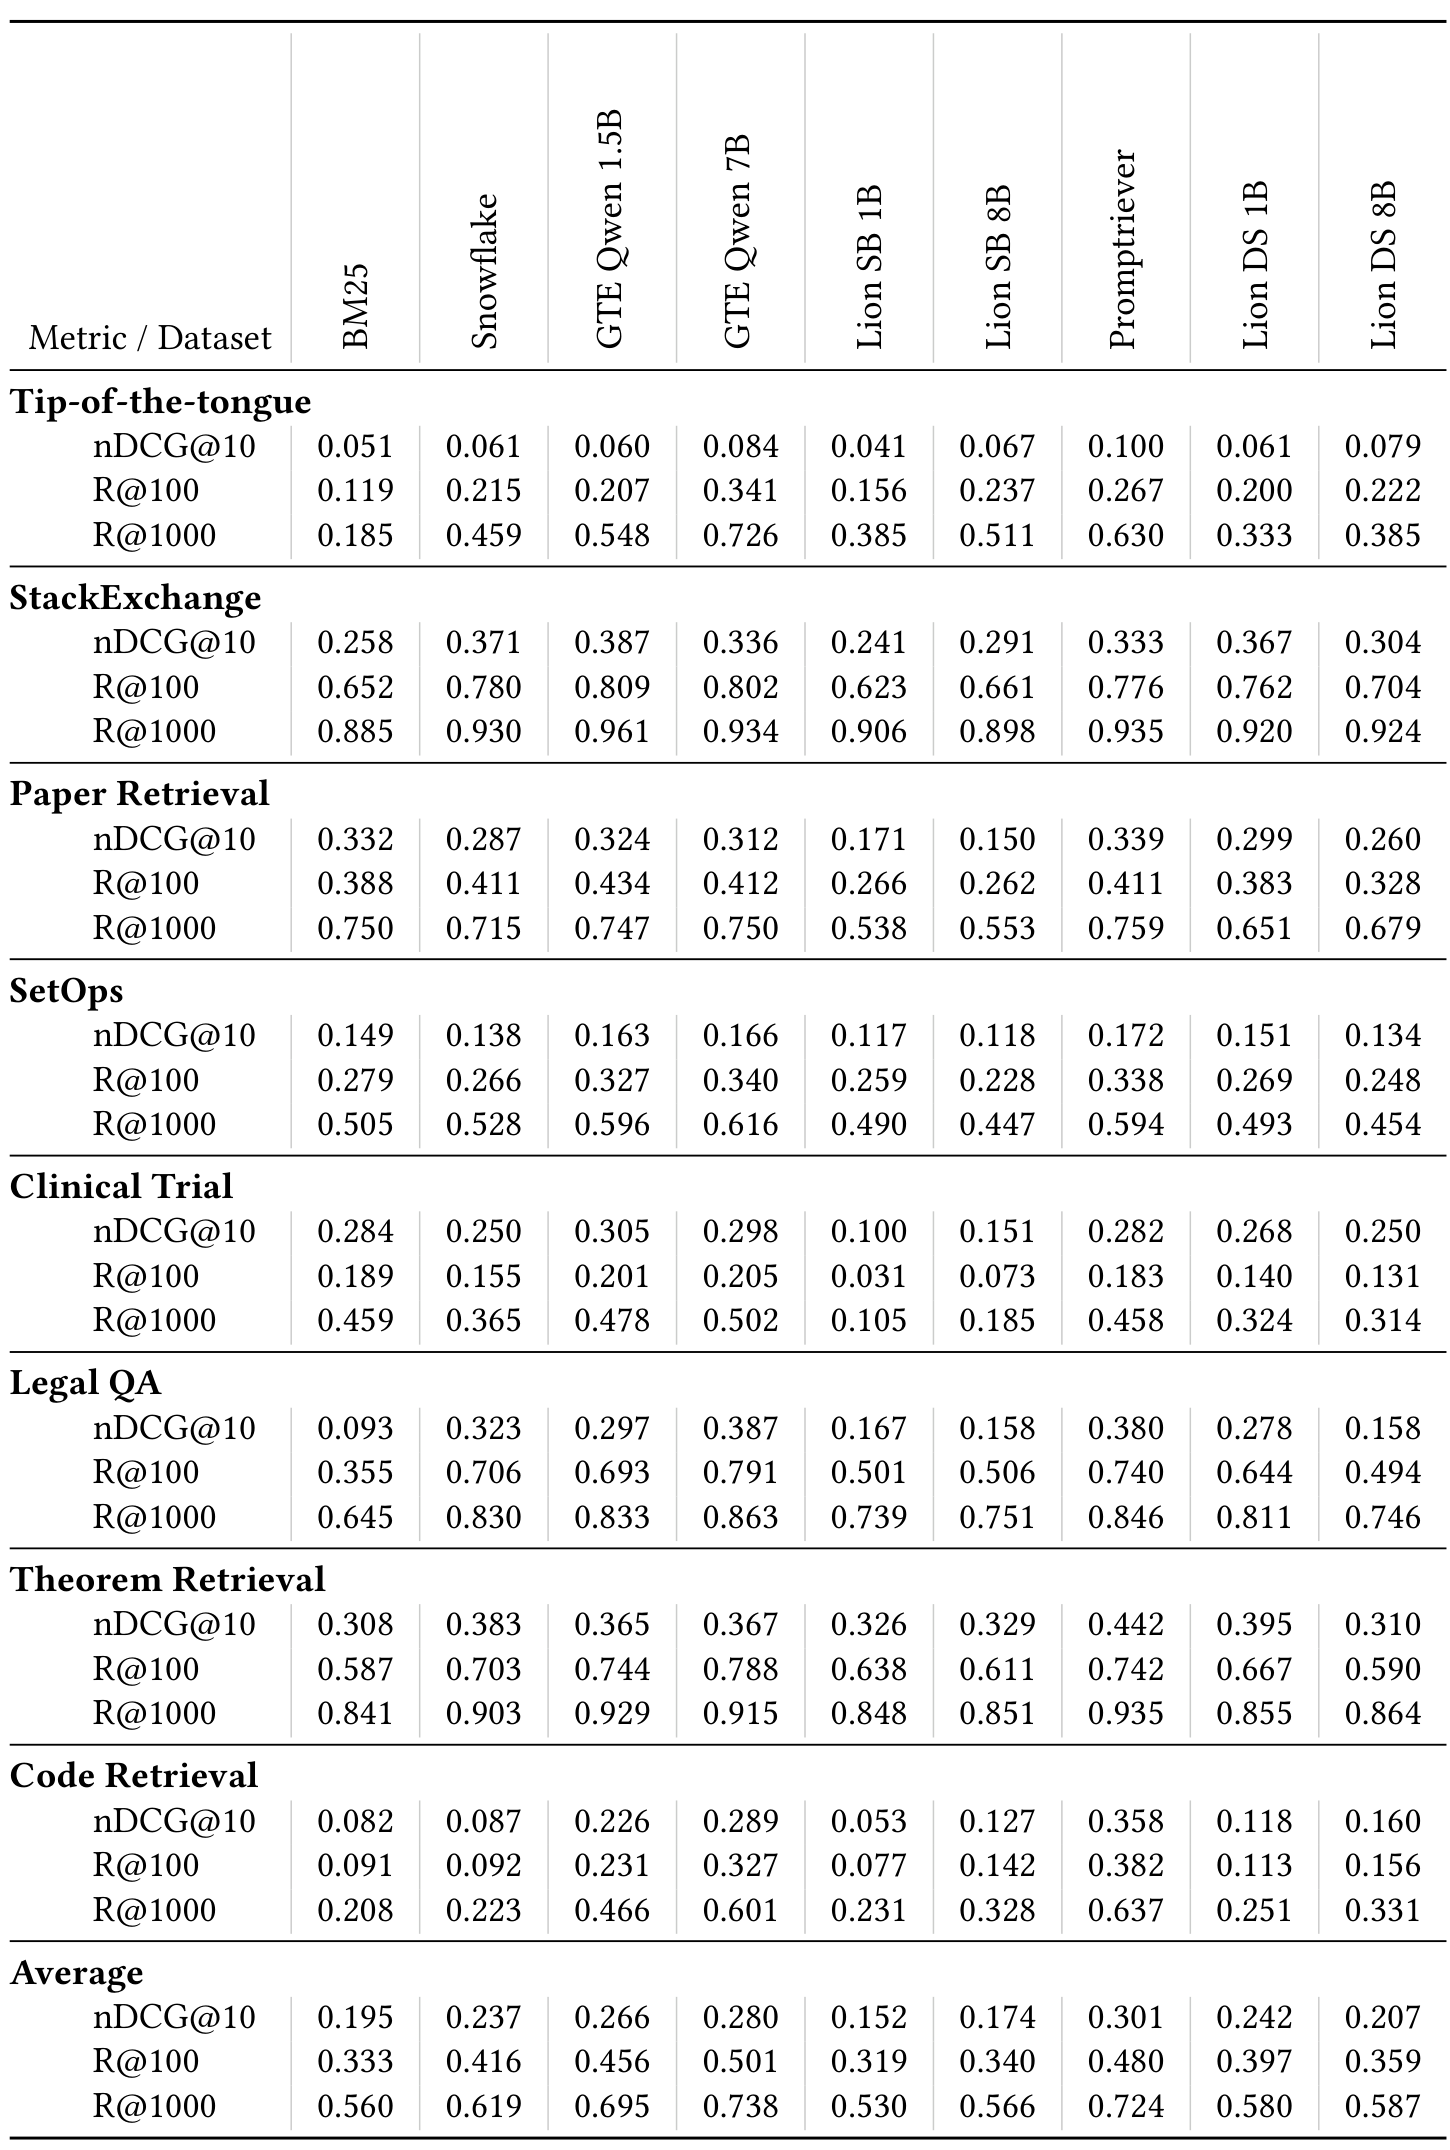 Metric / Dataset BM25 Snowflake GTE Qwen 1.5B GTE Qwen 7B Lion SB 1B Lion SB 8B Promptriever Lion DS 1B Lion DS 8B
Tip-of-the-tongue
nDCG@10 0.051 0.061 0.060 0.084 0.041 0.067 0.100 0.061 0.079
R@100 0.119 0.215 0.207 0.341 0.156 0.237 0.267 0.200 0.222
R@1000 0.185 0.459 0.548 0.726 0.385 0.511 0.630 0.333 0.385
StackExchange
nDCG@10 0.258 0.371 0.387 0.336 0.241 0.291 0.333 0.367 0.304
R@100 0.652 0.780 0.809 0.802 0.623 0.661 0.776 0.762 0.704
R@1000 0.885 0.930 0.961 0.934 0.906 0.898 0.935 0.920 0.924
Paper Retrieval
nDCG@10 0.332 0.287 0.324 0.312 0.171 0.150 0.339 0.299 0.260
R@100 0.388 0.411 0.434 0.412 0.266 0.262 0.411 0.383 0.328
R@1000 0.750 0.715 0.747 0.750 0.538 0.553 0.759 0.651 0.679
SetOps
nDCG@10 0.149 0.138 0.163 0.166 0.117 0.118 0.172 0.151 0.134
R@100 0.279 0.266 0.327 0.340 0.259 0.228 0.338 0.269 0.248
R@1000 0.505 0.528 0.596 0.616 0.490 0.447 0.594 0.493 0.454
Clinical Trial
nDCG@10 0.284 0.250 0.305 0.298 0.100 0.151 0.282 0.268 0.250
R@100 0.189 0.155 0.201 0.205 0.031 0.073 0.183 0.140 0.131
R@1000 0.459 0.365 0.478 0.502 0.105 0.185 0.458 0.324 0.314
Legal QA
nDCG@10 0.093 0.323 0.297 0.387 0.167 0.158 0.380 0.278 0.158
R@100 0.355 0.706 0.693 0.791 0.501 0.506 0.740 0.644 0.494
R@1000 0.645 0.830 0.833 0.863 0.739 0.751 0.846 0.811 0.746
Theorem Retrieval
nDCG@10 0.308 0.383 0.365 0.367 0.326 0.329 0.442 0.395 0.310
R@100 0.587 0.703 0.744 0.788 0.638 0.611 0.742 0.667 0.590
R@1000 0.841 0.903 0.929 0.915 0.848 0.851 0.935 0.855 0.864
Code Retrieval
nDCG@10 0.082 0.087 0.226 0.289 0.053 0.127 0.358 0.118 0.160
R@100 0.091 0.092 0.231 0.327 0.077 0.142 0.382 0.113 0.156
R@1000 0.208 0.223 0.466 0.601 0.231 0.328 0.637 0.251 0.331
Average
nDCG@10 0.195 0.237 0.266 0.280 0.152 0.174 0.301 0.242 0.207
R@100 0.333 0.416 0.456 0.501 0.319 0.340 0.480 0.397 0.359
R@1000 0.560 0.619 0.695 0.738 0.530 0.566 0.724 0.580 0.587